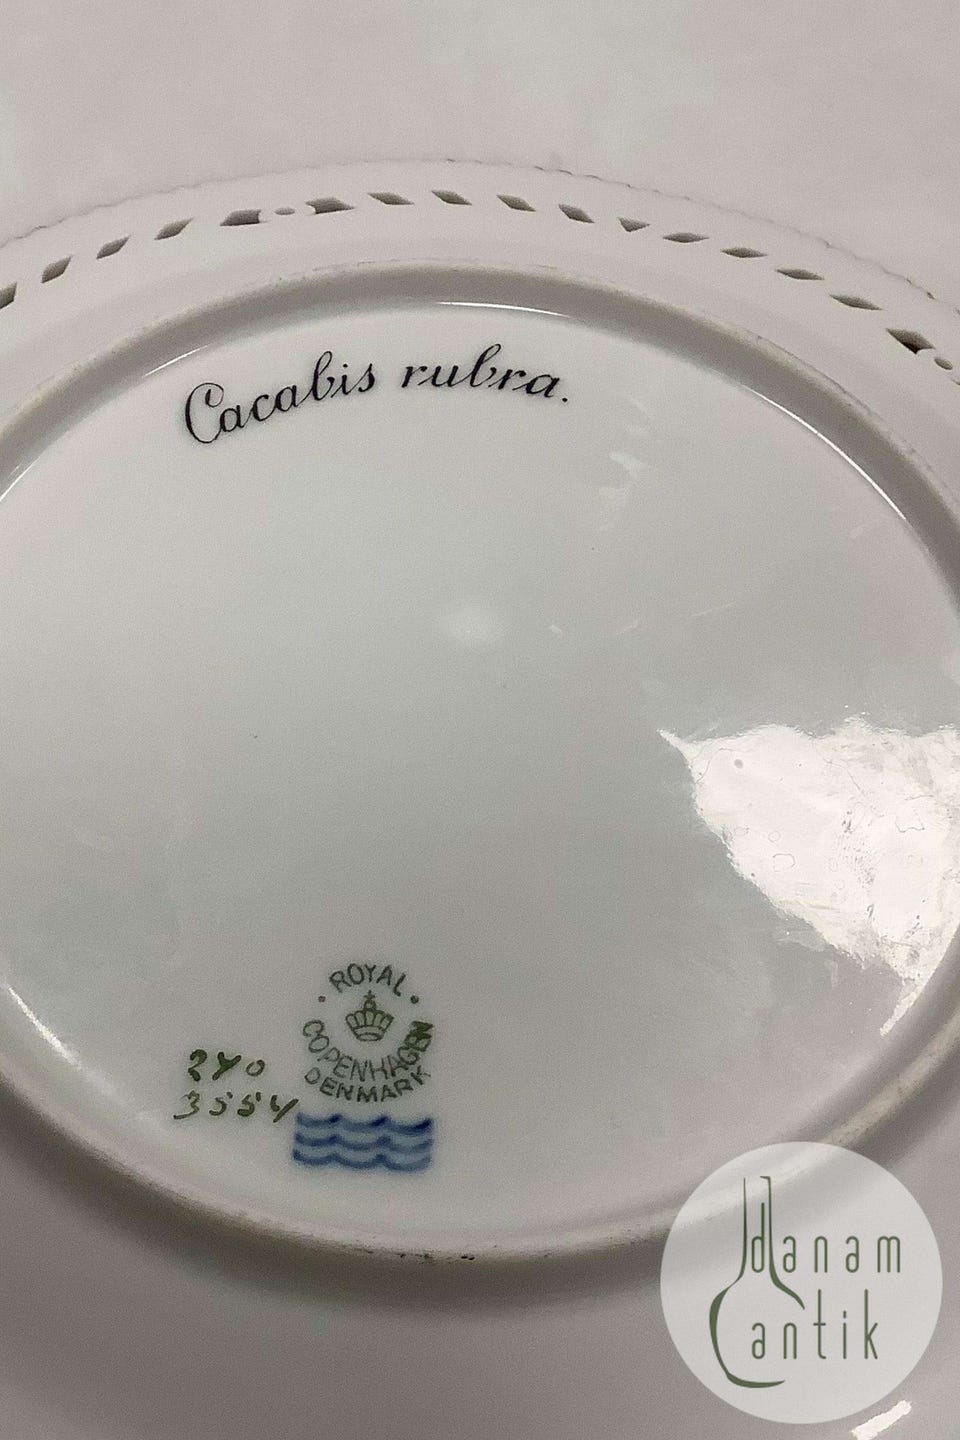 Cacabis rubra.
ROYAL
COPENHAGEN
DENMARK
240
3554
danam
antik